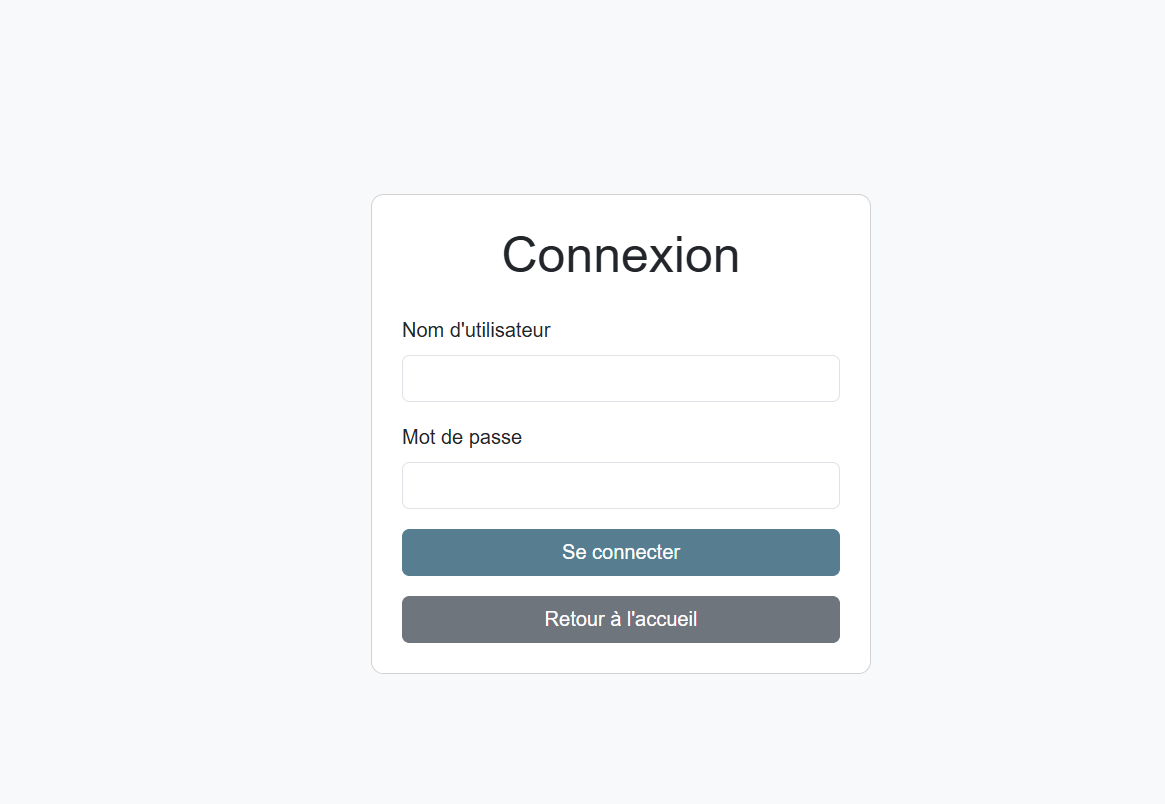 Connexion
Nom d'utilisateur
Mot de passe
Se connecter
Retour à l'accueil